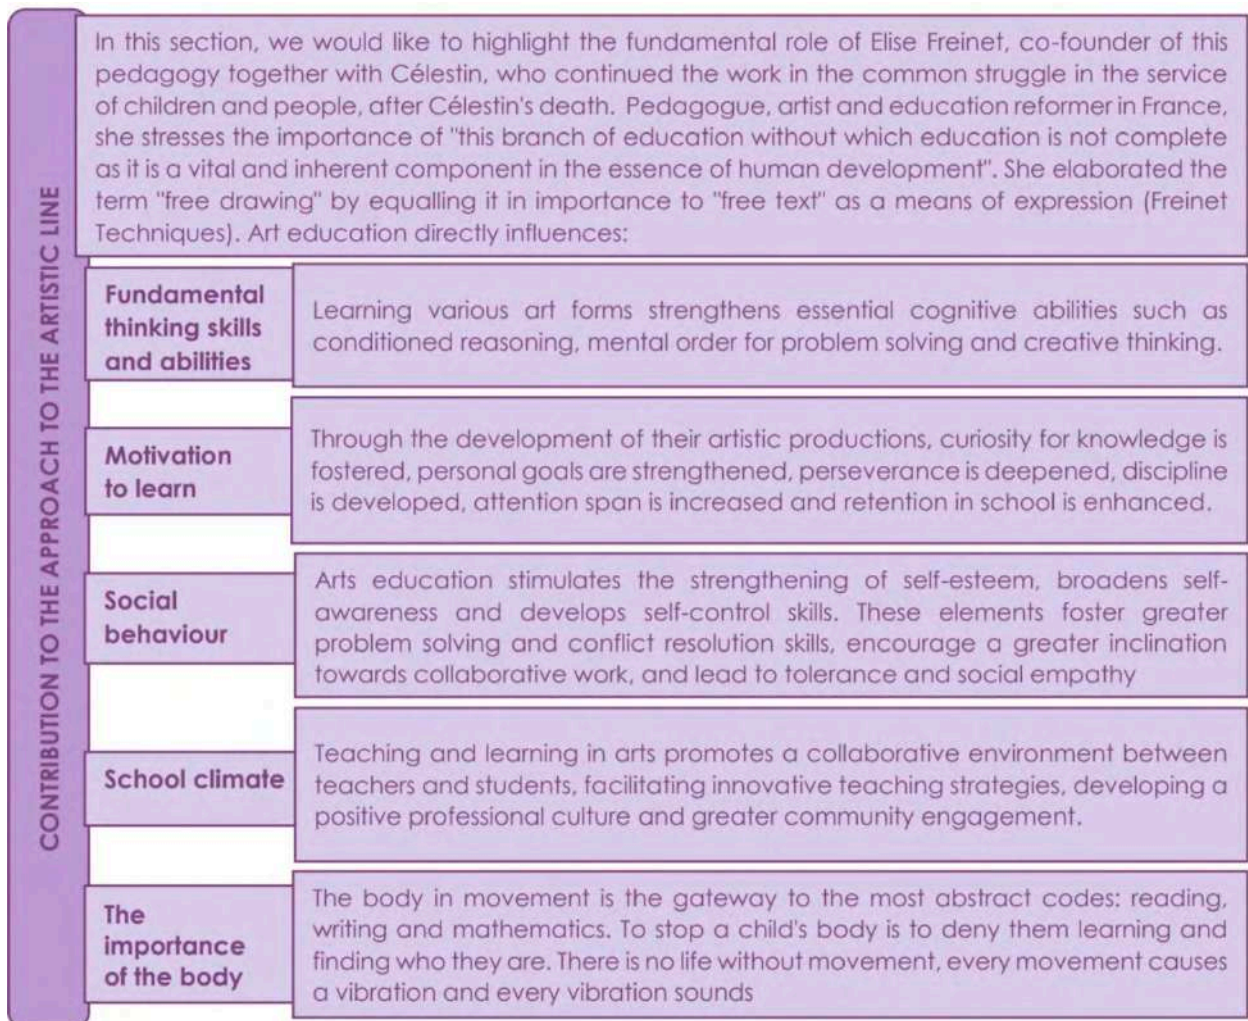 CONTRIBUTION TO THE APPROACH TO THE ARTISTIC LINE
In this section, we would like to highlight the fundamental role of Elise Freinet, co-founder of this
pedagogy together with Célestin, who continued the work in the common struggle in the service
of children and people, after Célestin's death. Pedagogue, artist and education reformer in France,
she stresses the importance of "this branch of education without which education is not complete
as it is a vital and inherent component in the essence of human development". She elaborated the
term "free drawing" by equalling it in importance to "free text" as a means of expression (Freinet
Techniques). Art education directly influences:
Fundamental
thinking skills
and abilities
Learning various art forms strengthens essential cognitive abilities such as
conditioned reasoning, mental order for problem solving and creative thinking.
Motivation
to learn
Through the development of their artistic productions, curiosity for knowledge is
fostered, personal goals are strengthened, perseverance is deepened, discipline
is developed, attention span is increased and retention in school is enhanced.
Social
behaviour
Arts education stimulates the strengthening of self-esteem, broadens self-
awareness and develops self-control skills. These elements foster greater
problem solving and conflict resolution skills, encourage a greater inclination
towards collaborative work, and lead to tolerance and social empathy
School climate
Teaching and learning in arts promotes a collaborative environment between
teachers and students, facilitating innovative teaching strategies, developing a
positive professional culture and greater community engagement.
The
importance
of the body
The body in movement is the gateway to the most abstract codes: reading,
writing and mathematics. To stop a child's body is to deny them learning and
finding who they are. There is no life without movement, every movement causes
a vibration and every vibration sounds